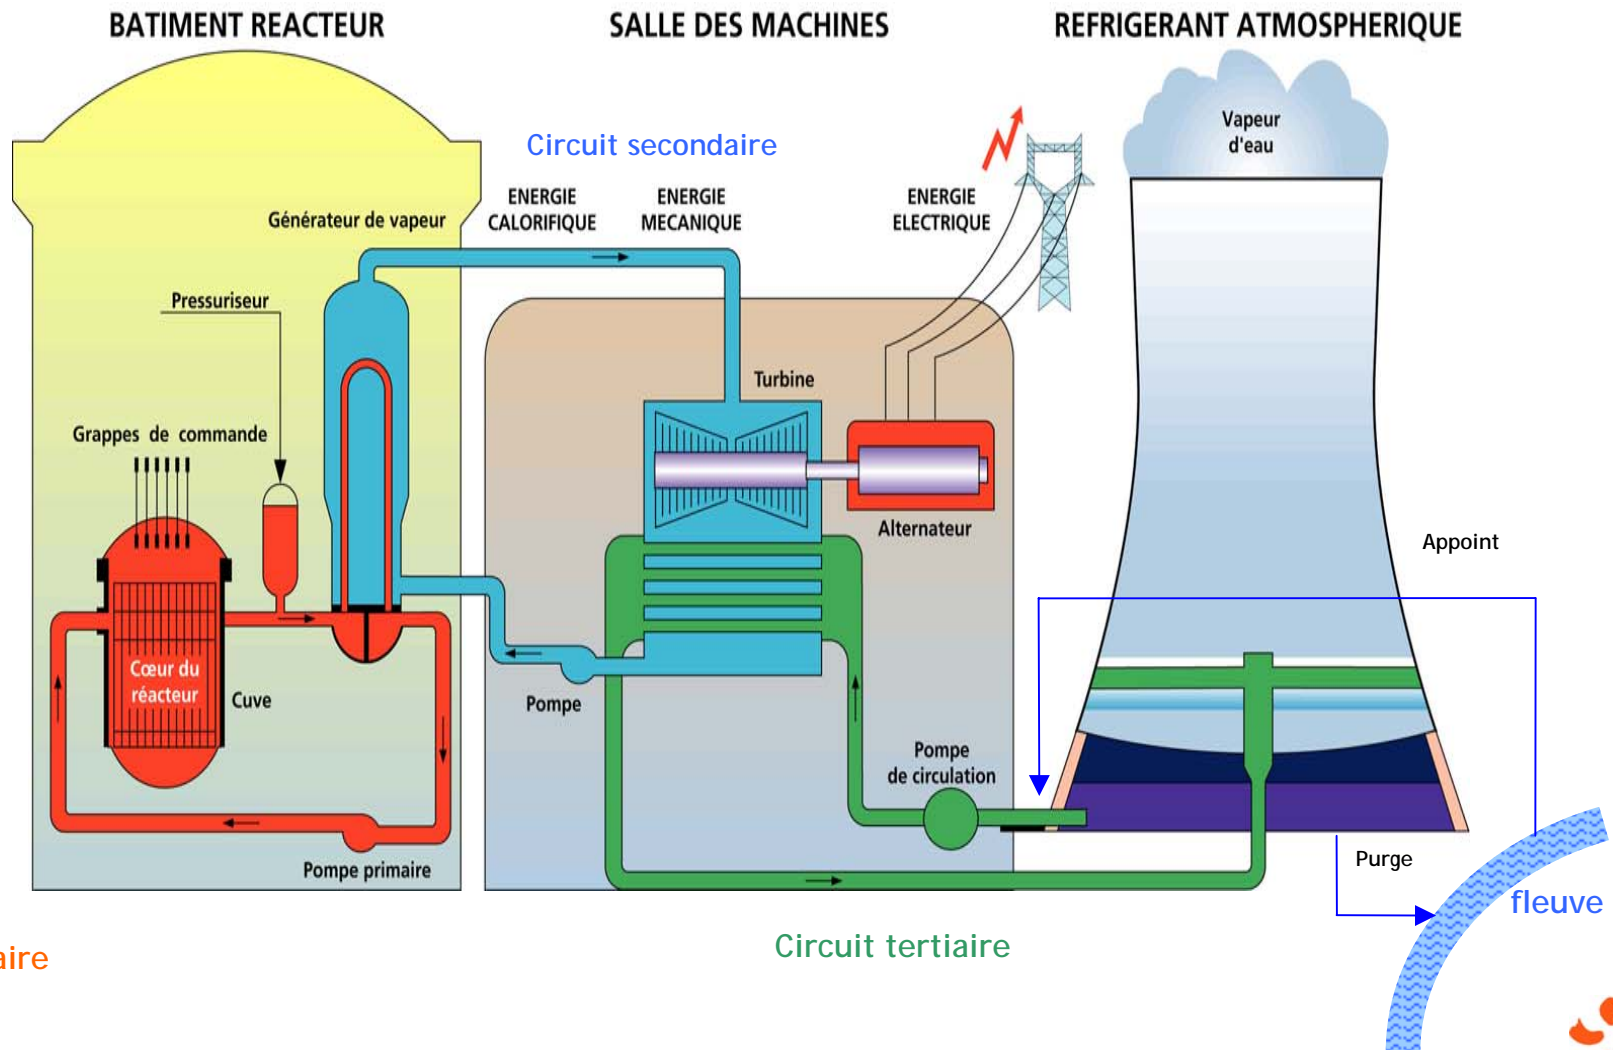 BATIMENT REACTEUR
SALLE DES MACHINES
REFRIGERANT ATMOSPHERIQUE
Vapeur
d'eau
Circuit secondaire
ENERGIE
CALORIFIQUE
ENERGIE
MECANIQUE
ENERGIE
ELECTRIQUE
Générateur de vapeur
Pressuriseur
Turbine
Grappes de commande
Alternateur
Appoint
Cœur du
réacteur
Cuve
Pompe
Pompe
de circulation
Pompe primaire
Purge
fleuve
Circuit tertiaire
aire